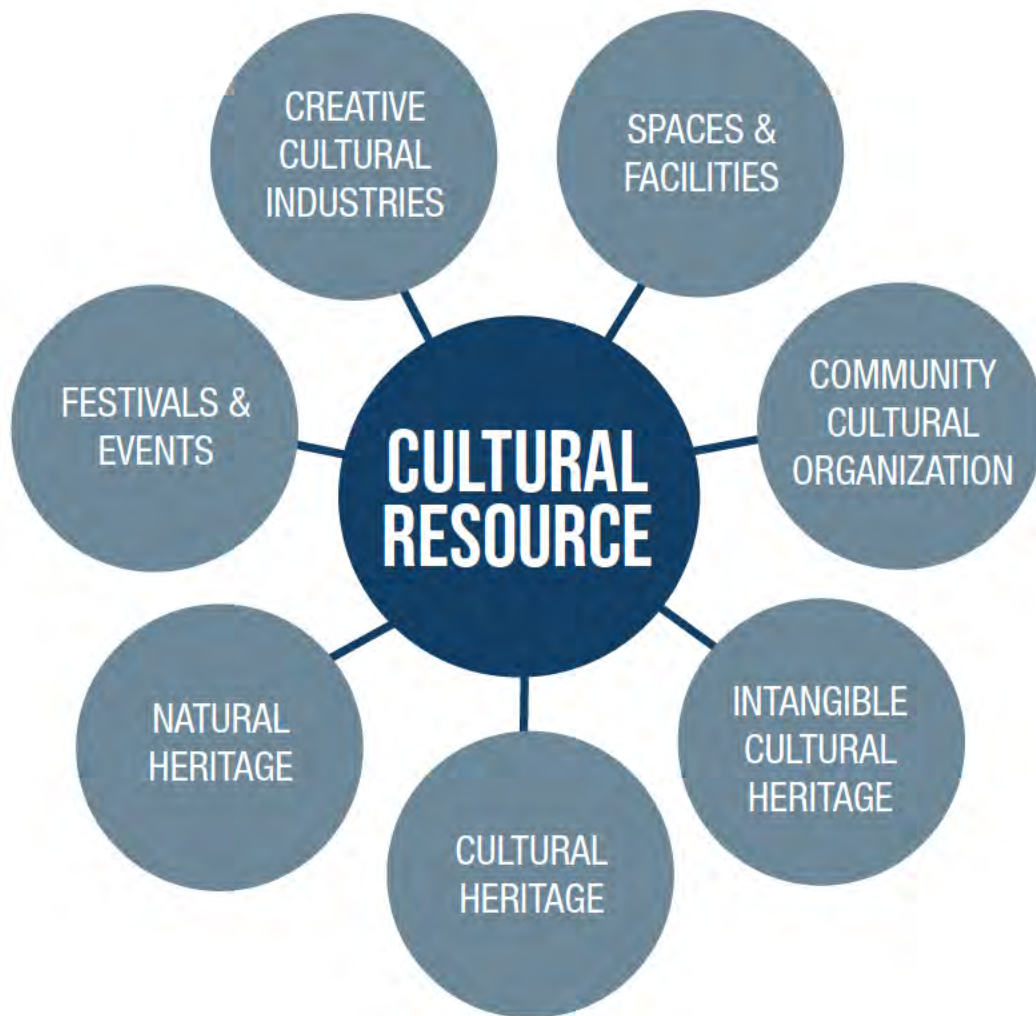 CREATIVE
CULTURAL
INDUSTRIES
SPACES &
FACILITIES
COMMUNITY
CULTURAL
ORGANIZATION
INTANGIBLE
CULTURAL
HERITAGE
CULTURAL
HERITAGE
NATURAL
HERITAGE
FESTIVALS &
EVENTS
CULTURAL
RESOURCE